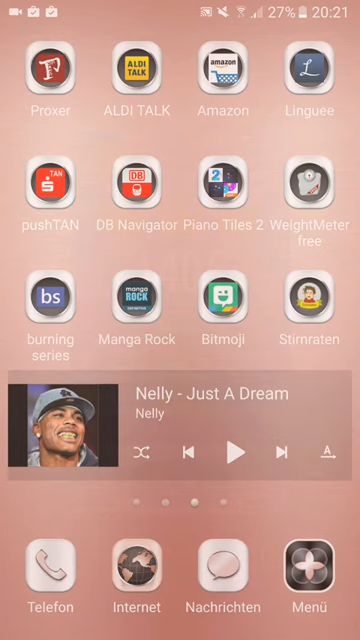 27% 20:21
Proxer ALDI TALK Amazon Linguee
ALDI
TALK
amazon
L
TAN
S
DB
2
pushTAN DB Navigator Piano Tiles 2 WeightMeter
free
bs
manga
ROCK
DEFINITIVE
burning
series
Manga Rock Bitmoji Stirnraten
Nelly - Just A Dream
Nelly
A
Telefon Internet Nachrichten Menü